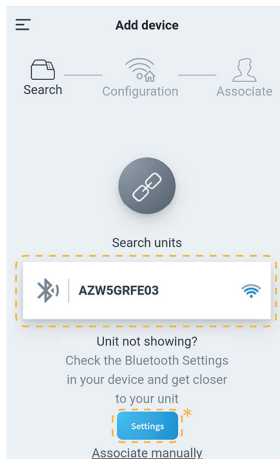 Add device
Search
Configuration
Associate
Search units
AZW5GRFE03
Unit not showing?
Check the Bluetooth Settings
in your device and get closer
to your unit
Settings
*
Associate manually